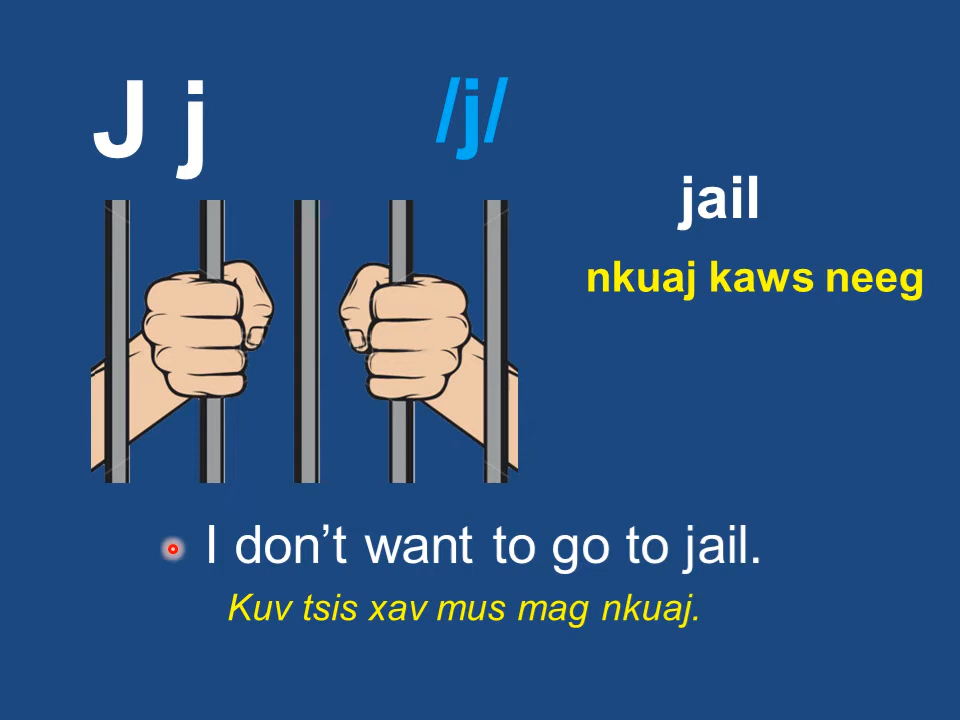 J j
/j/
jail
nkuaj kaws neeg
I don’t want to go to jail.
Kuv tsis xav mus mag nkuaj.